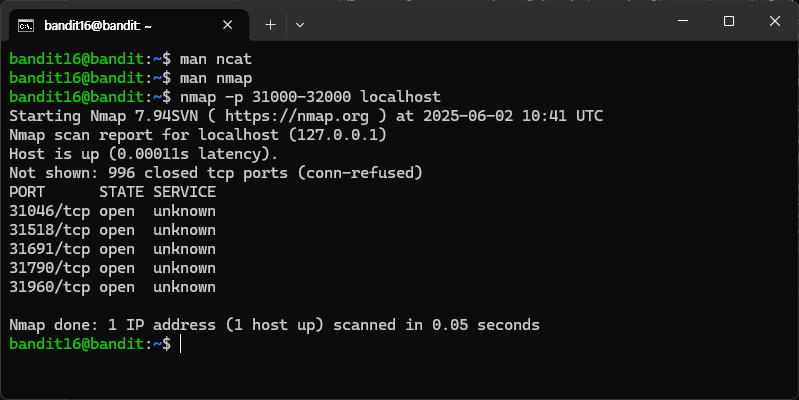 bandit16@bandit: ~
bandit16@bandit:~$ man ncat
bandit16@bandit:~$ man nmap
bandit16@bandit:~$ nmap -p 31000-32000 localhost
Starting Nmap 7.94SVN ( https://nmap.org ) at 2025-06-02 10:41 UTC
Nmap scan report for localhost (127.0.0.1)
Host is up (0.00011s latency).
Not shown: 996 closed tcp ports (conn-refused)
PORT      STATE SERVICE
31046/tcp open  unknown
31518/tcp open  unknown
31691/tcp open  unknown
31790/tcp open  unknown
31960/tcp open  unknown
Nmap done: 1 IP address (1 host up) scanned in 0.05 seconds
bandit16@bandit:~$